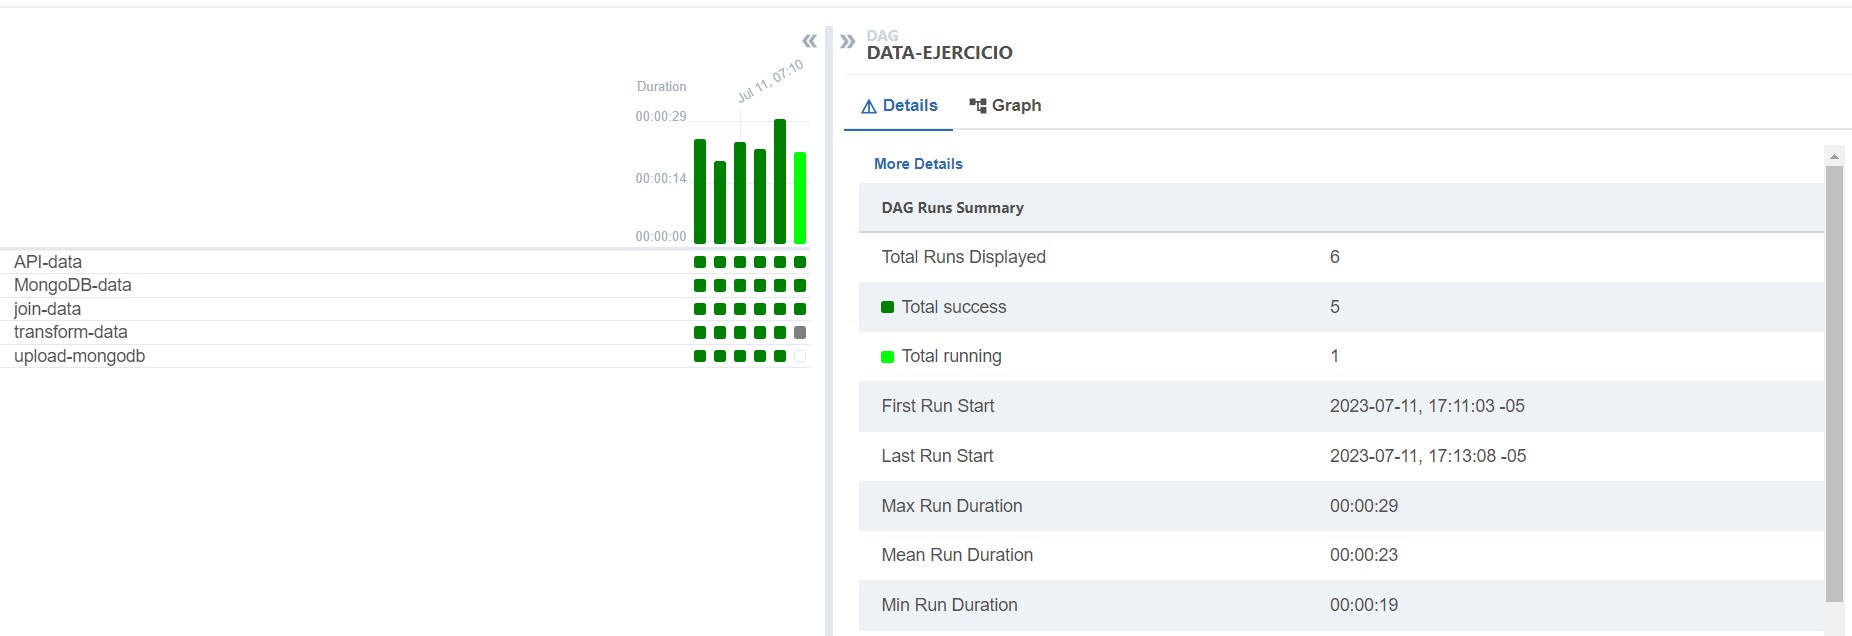 Duration
Jul 11, 07:10
00:00:29
00:00:14
00:00:00
API-data
MongoDB-data
join-data
transform-data
upload-mongodb
DAG
DATA-EJERCICIO
Details
Graph
More Details
DAG Runs Summary
Total Runs Displayed 6
Total success 5
Total running 1
First Run Start 2023-07-11, 17:11:03 -05
Last Run Start 2023-07-11, 17:13:08 -05
Max Run Duration 00:00:29
Mean Run Duration 00:00:23
Min Run Duration 00:00:19